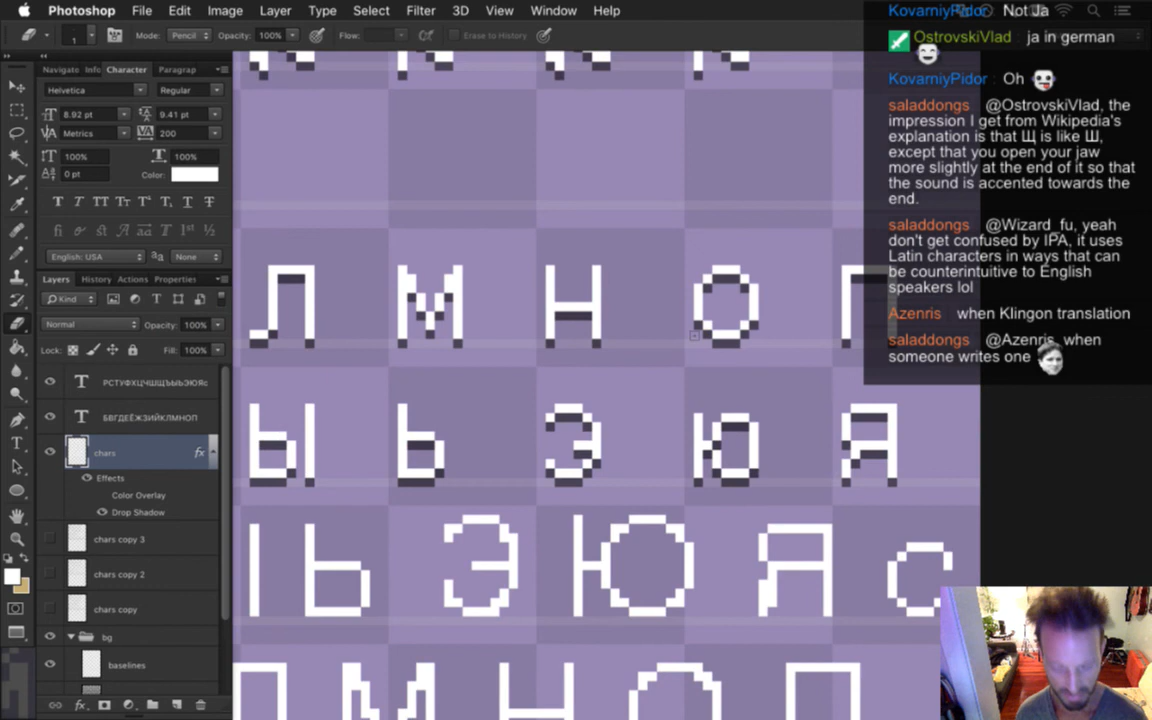 Photoshop File Edit Image Layer Type Select Filter 3D View Window Help
1 Mode: Pencil Opacity: 100% Flow: Erase to History
Navigato Info Character Paragrap
Helvetica Regular
8.92 pt 9.41 pt
Metrics 200
100% 100%
0 pt Color:
English: USA None
Layers History Actions Properties
Kind
Normal Opacity: 100%
Lock: Fill: 100%
РСТУФХЦЧШЩЪЫЬЭЮЯс
БВГДЕЁЖЗИЙКЛМНОП
chars fx
Effects
Color Overlay
Drop Shadow
chars copy 3
chars copy 2
chars copy
bg
baselines
Л М Н О П
Ы Ь Э Ю Я
Ь Э Ю Я с
М Н О П
KovarniyPidor Not Ja
OstrovskiVlad : ja in german
KovarniyPidor : Oh
saladdongs : @OstrovskiVlad, the
impression I get from Wikipedia's
explanation is that Щ is like Ш,
except that you open your jaw
more slightly at the end of it so that
the sound is accented towards the
end.
saladdongs : @Wizard_fu, yeah
don't get confused by IPA, it uses
Latin characters in ways that can
be counterintuitive to English
speakers lol
Azenris : when Klingon translation
saladdongs : @Azenris, when
someone writes one